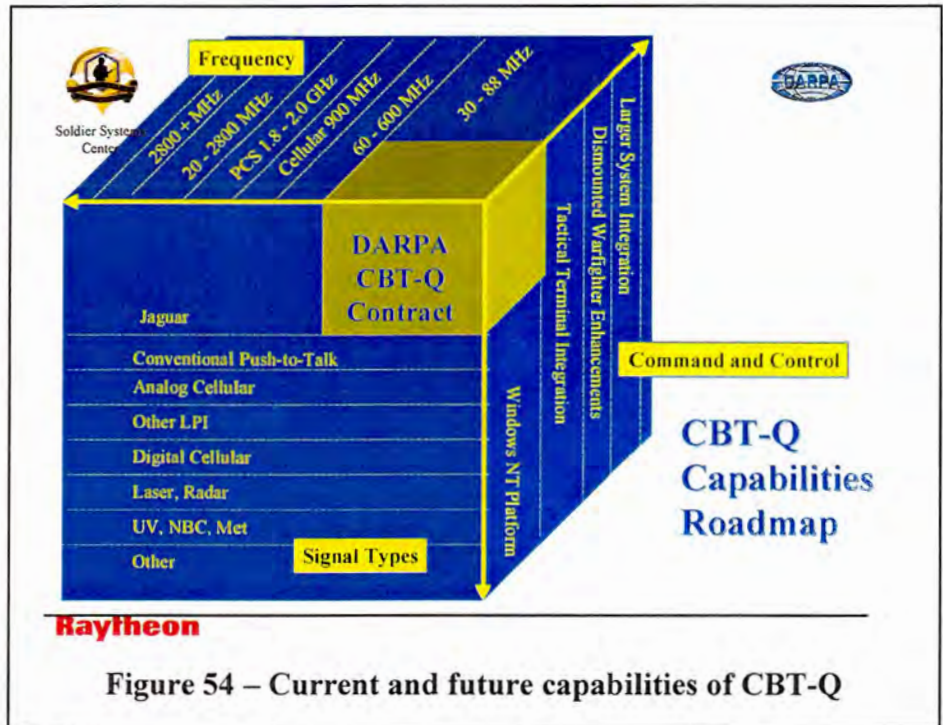 Frequency
2800 + MHz
20 - 2800 MHz
PCS 1.8 - 2.0 GHz
Cellular 900 MHz
60 - 600 MHz
30 - 88 MHz
Soldier Systems
Center
DARPA
Larger System Integration
Dismounted Warfighter Enhancements
Tactical Terminal Integration
Windows NT Platform
DARPA
CBT-Q
Contract
Jaguar
Conventional Push-to-Talk
Analog Cellular
Other LPI
Digital Cellular
Laser, Radar
UV, NBC, Met
Other
Signal Types
Command and Control
CBT-Q
Capabilities
Roadmap
Raytheon
Figure 54 – Current and future capabilities of CBT-Q